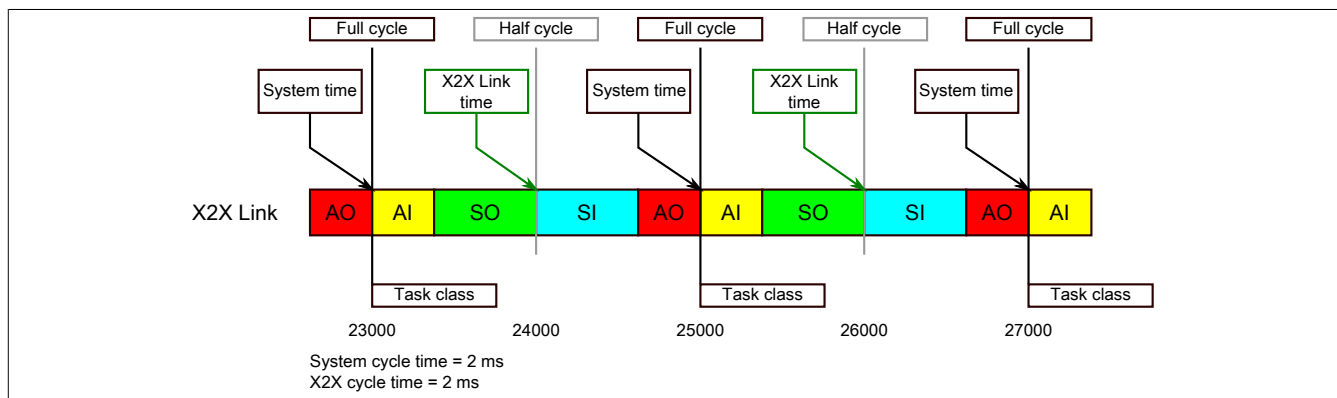 Full cycle
Half cycle
Full cycle
Half cycle
Full cycle
System time
X2X Link
time
System time
X2X Link
time
System time
X2X Link
AO
AI
SO
SI
AO
AI
SO
SI
AO
AI
Task class
Task class
Task class
23000
24000
25000
26000
27000
System cycle time = 2 ms
X2X cycle time = 2 ms